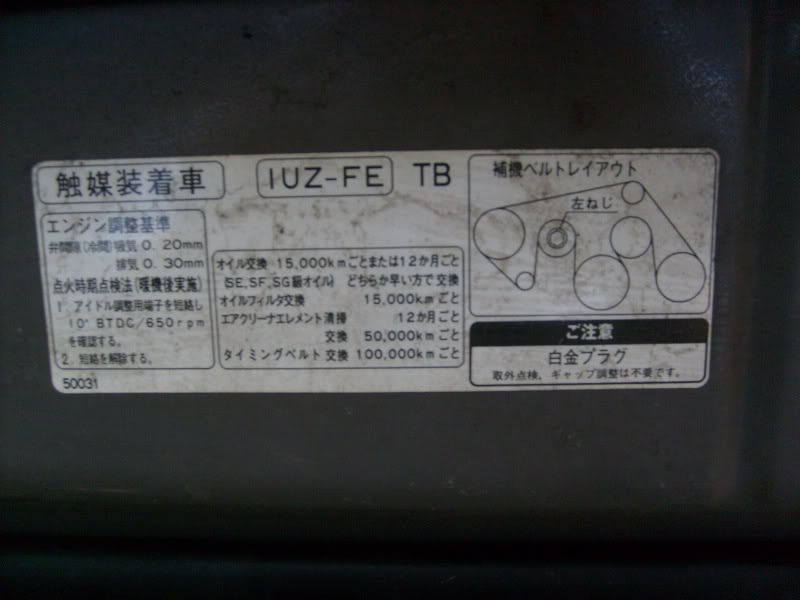 触媒装着車
1UZ-FE TB
エンジン調整基準
弁間隙(冷間)吸気 0. 20mm
排気 0. 30mm
点火時期点検法(暖機後実施)
1. アイドル調整用端子を短絡し
10° BTDC/650rpm
を確認する。
2. 短絡を解除する。
50031
オイル交換 15,000kmごとまたは12か月ごと
(SE,SF,SG級オイル) どちらか早い方で交換
オイルフィルタ交換 15,000kmごと
エアクリーナエレメント清掃 12か月ごと
交換 50,000kmごと
タイミングベルト交換 100,000kmごと
補機ベルトレイアウト
左ねじ
ご注意
白金プラグ
取外点検、ギャップ調整は不要です。